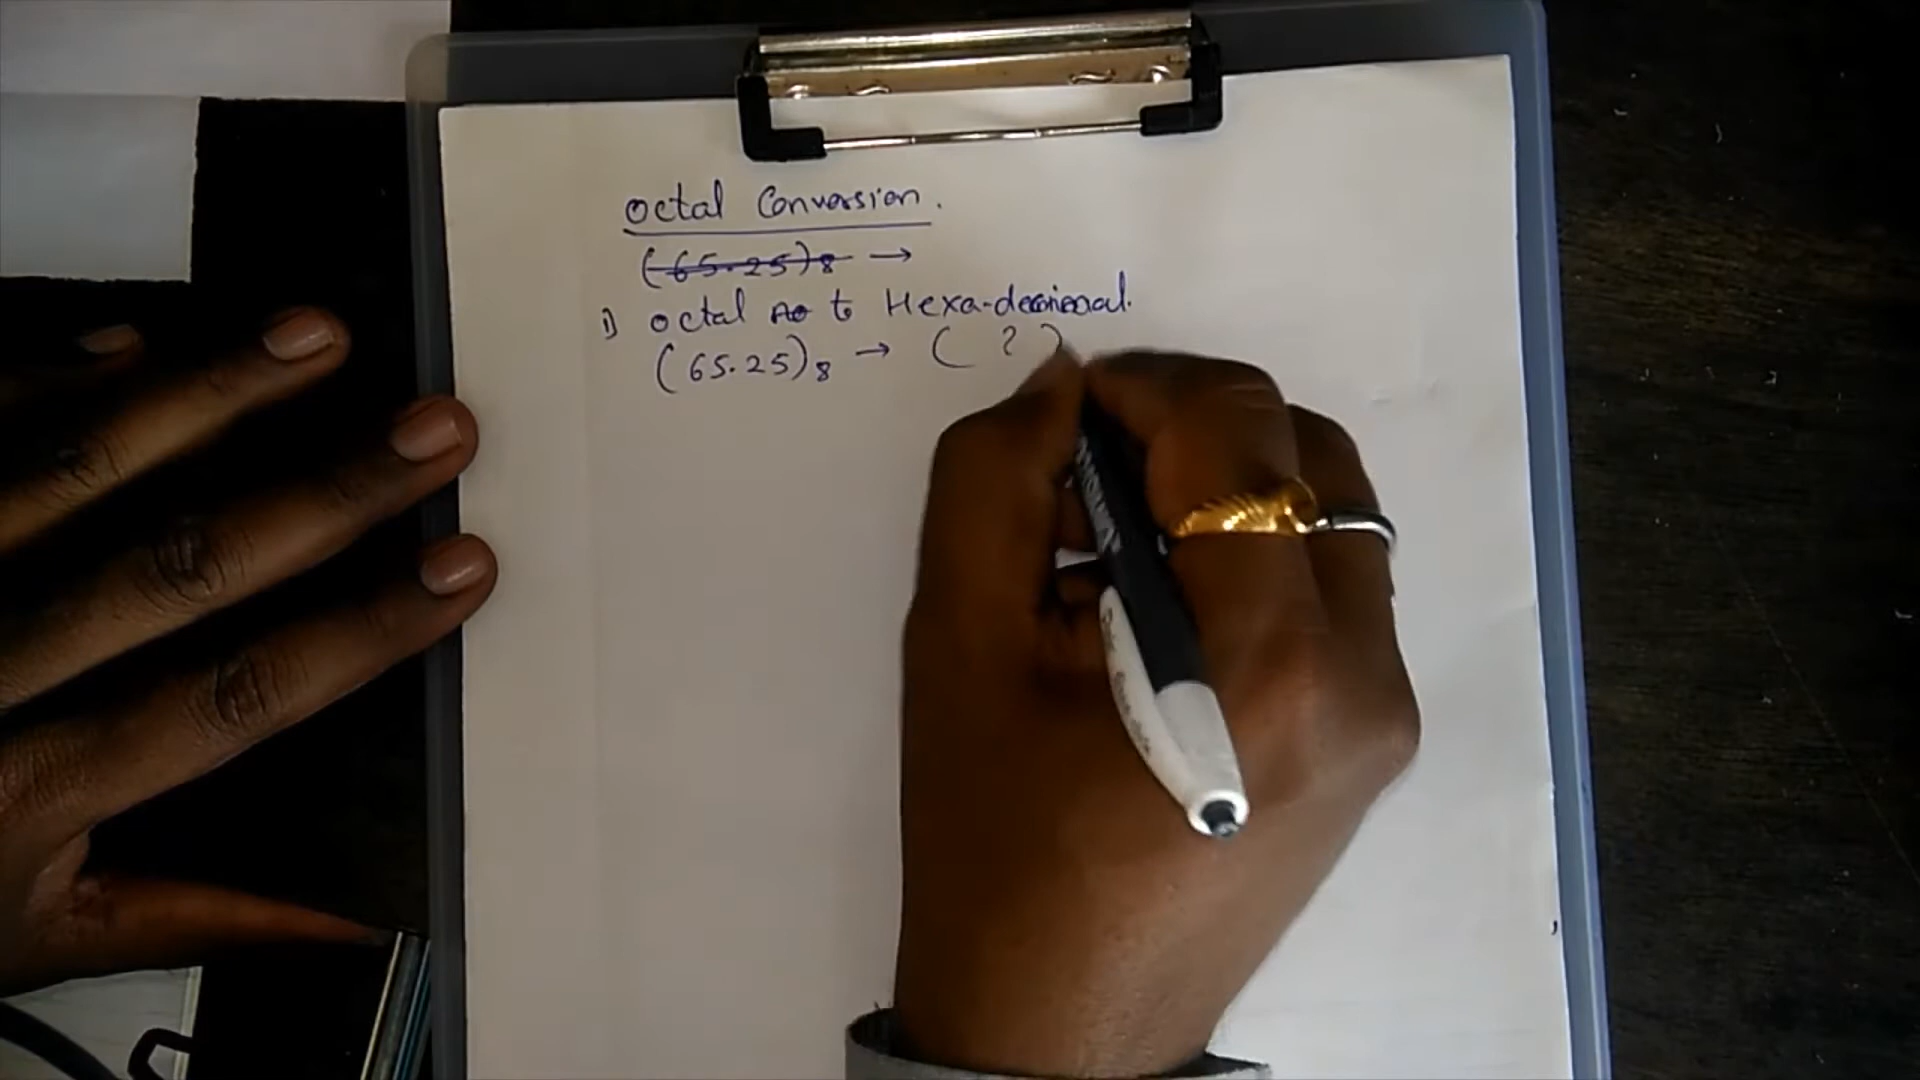 Octal Conversion.
(65.25)8 →
1) octal no to Hexa-decimal.
(65.25)8 → ( ? )